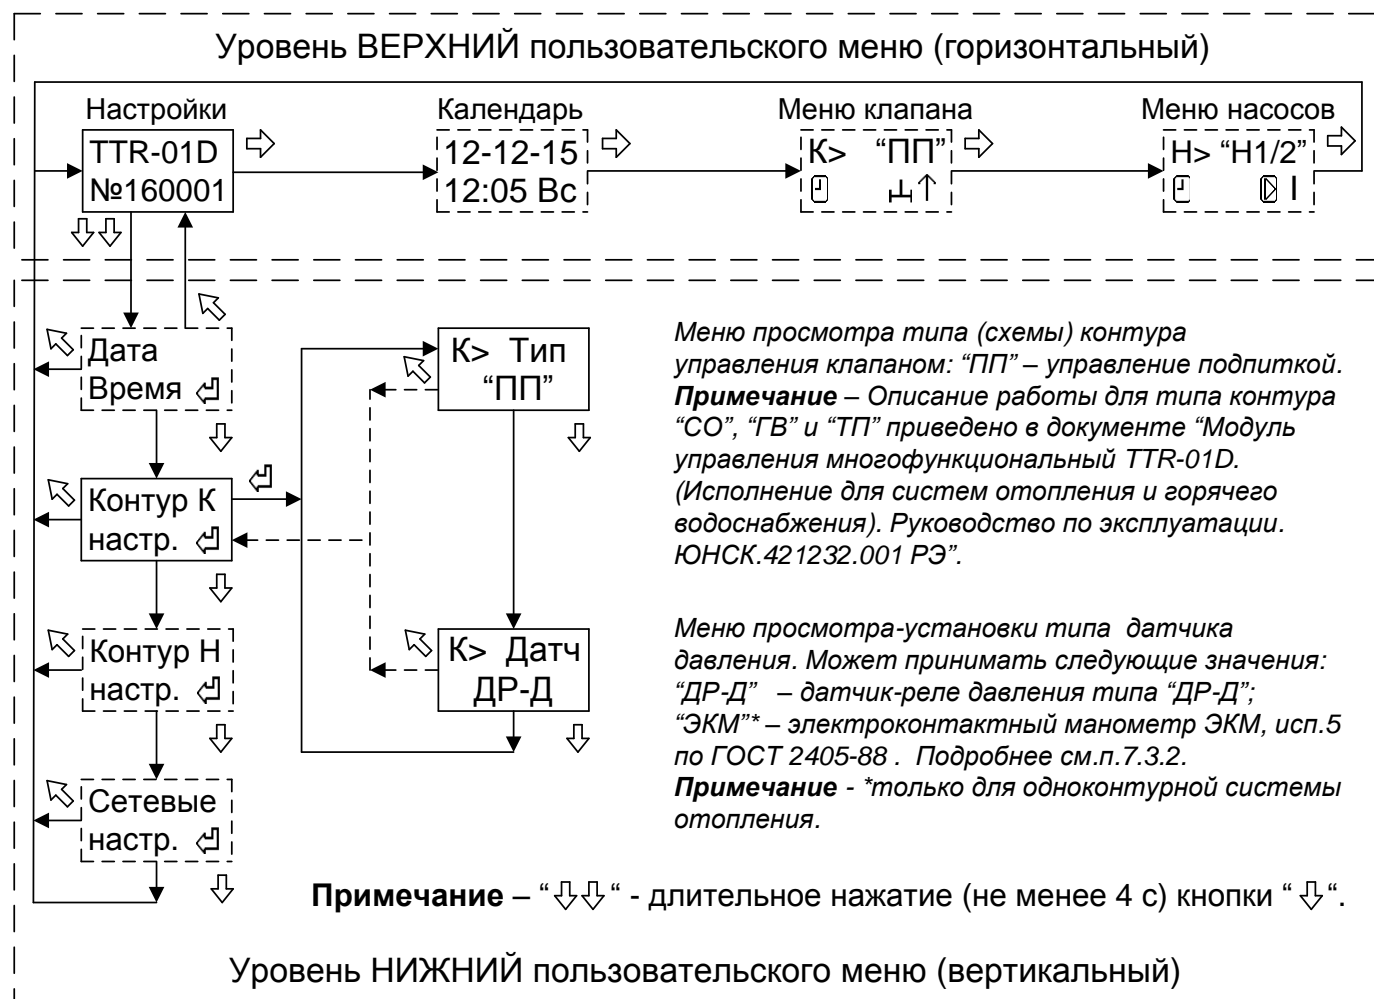 Уровень ВЕРХНИЙ пользовательского меню (горизонтальный)
Настройки
TTR-01D
№160001
Календарь
12-12-15
12:05 Вс
Меню клапана
К> “ПП”
Меню насосов
Н> “Н1/2”
I
Дата
Время
Контур К
настр.
Контур Н
настр.
Сетевые
настр.
К> Тип
“ПП”
К> Датч
ДР-Д
Меню просмотра типа (схемы) контура
управления клапаном: “ПП” – управление подпиткой.
Примечание – Описание работы для типа контура
“СО”, “ГВ” и “ТП” приведено в документе “Модуль
управления многофункциональный TTR-01D.
(Исполнение для систем отопления и горячего
водоснабжения). Руководство по эксплуатации.
ЮНСК.421232.001 РЭ”.
Меню просмотра-установки типа датчика
давления. Может принимать следующие значения:
“ДР-Д” – датчик-реле давления типа “ДР-Д”;
“ЭКМ”* – электроконтактный манометр ЭКМ, исп.5
по ГОСТ 2405-88 . Подробнее см.п.7.3.2.
Примечание - *только для одноконтурной системы
отопления.
Примечание – “⇩⇩“ - длительное нажатие (не менее 4 с) кнопки “ ⇩“.
Уровень НИЖНИЙ пользовательского меню (вертикальный)